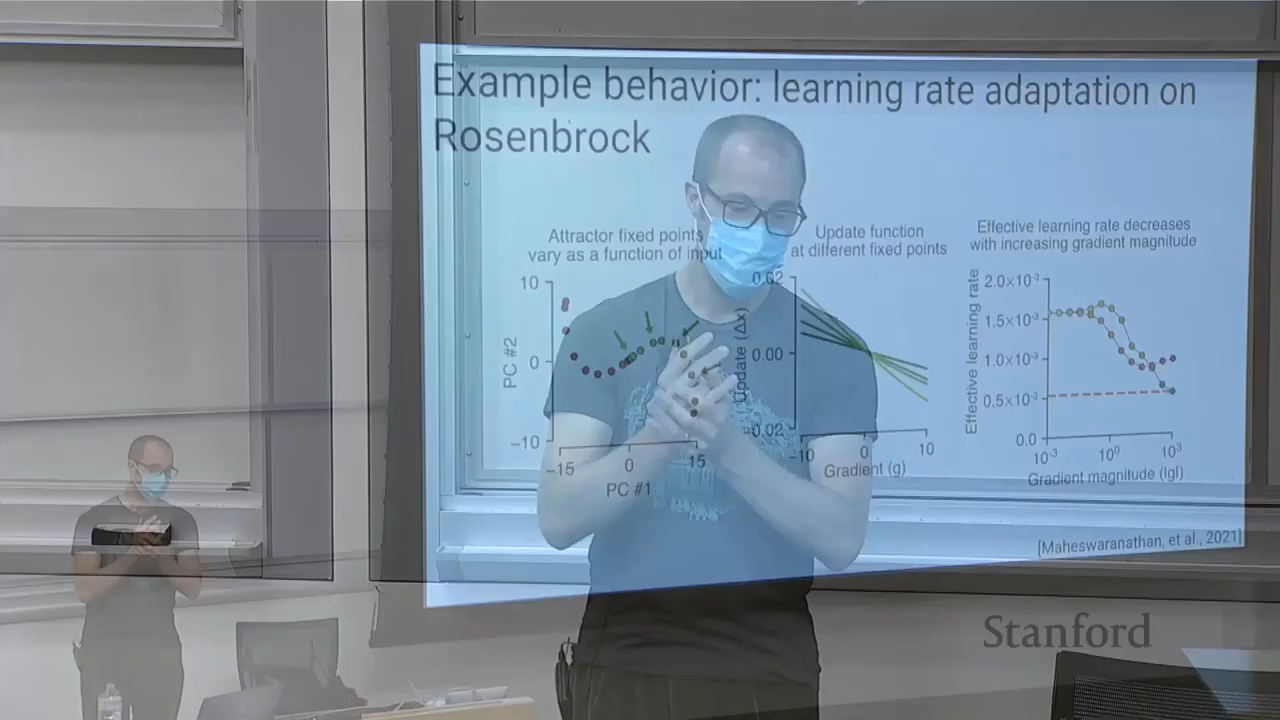 Example behavior: learning rate adaptation on
Rosenbrock
Attractor fixed points
vary as a function of input
10
0
−10
PC #2
−15
0
15
PC #1
Update function
at different fixed points
0.02
0.00
0.02
Update (Δx)
−10
0
10
Gradient (g)
Effective learning rate decreases
with increasing gradient magnitude
2.0×10⁻³
1.5×10⁻³
1.0×10⁻³
0.5×10⁻³
0.0
Effective learning rate
10⁻³
10⁰
10³
Gradient magnitude (|g|)
[Maheswaranathan, et al., 2021]
Stanford